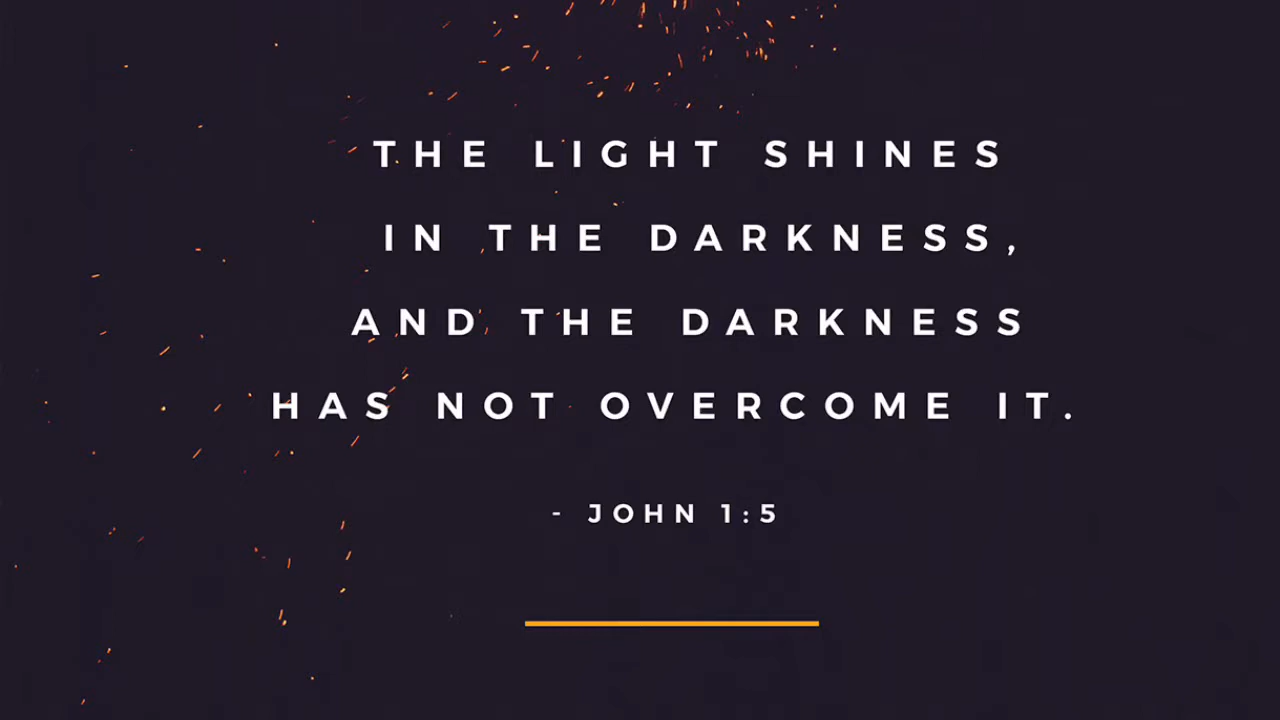 THE LIGHT SHINES
IN THE DARKNESS,
AND THE DARKNESS
HAS NOT OVERCOME IT.
- JOHN 1:5